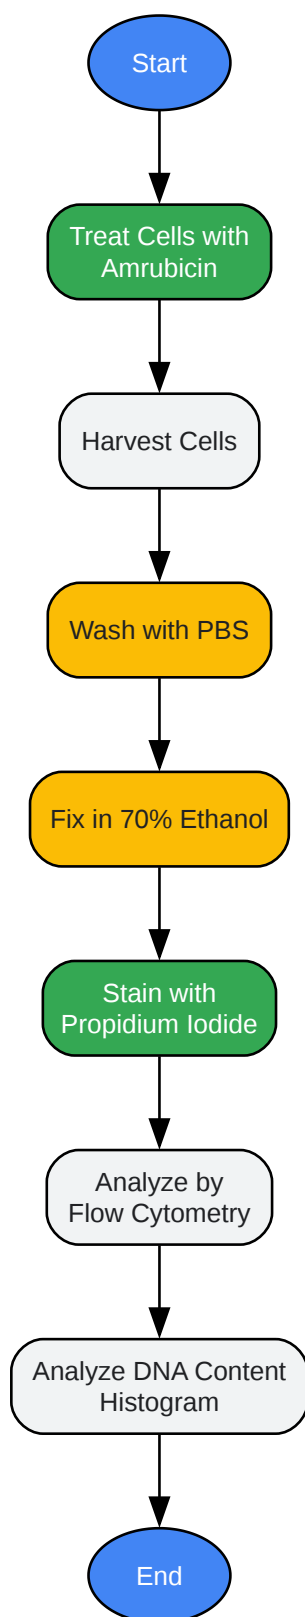 Start
Treat Cells with
Amrubicin
Harvest Cells
Wash with PBS
Fix in 70% Ethanol
Stain with
Propidium Iodide
Analyze by
Flow Cytometry
Analyze DNA Content
Histogram
End